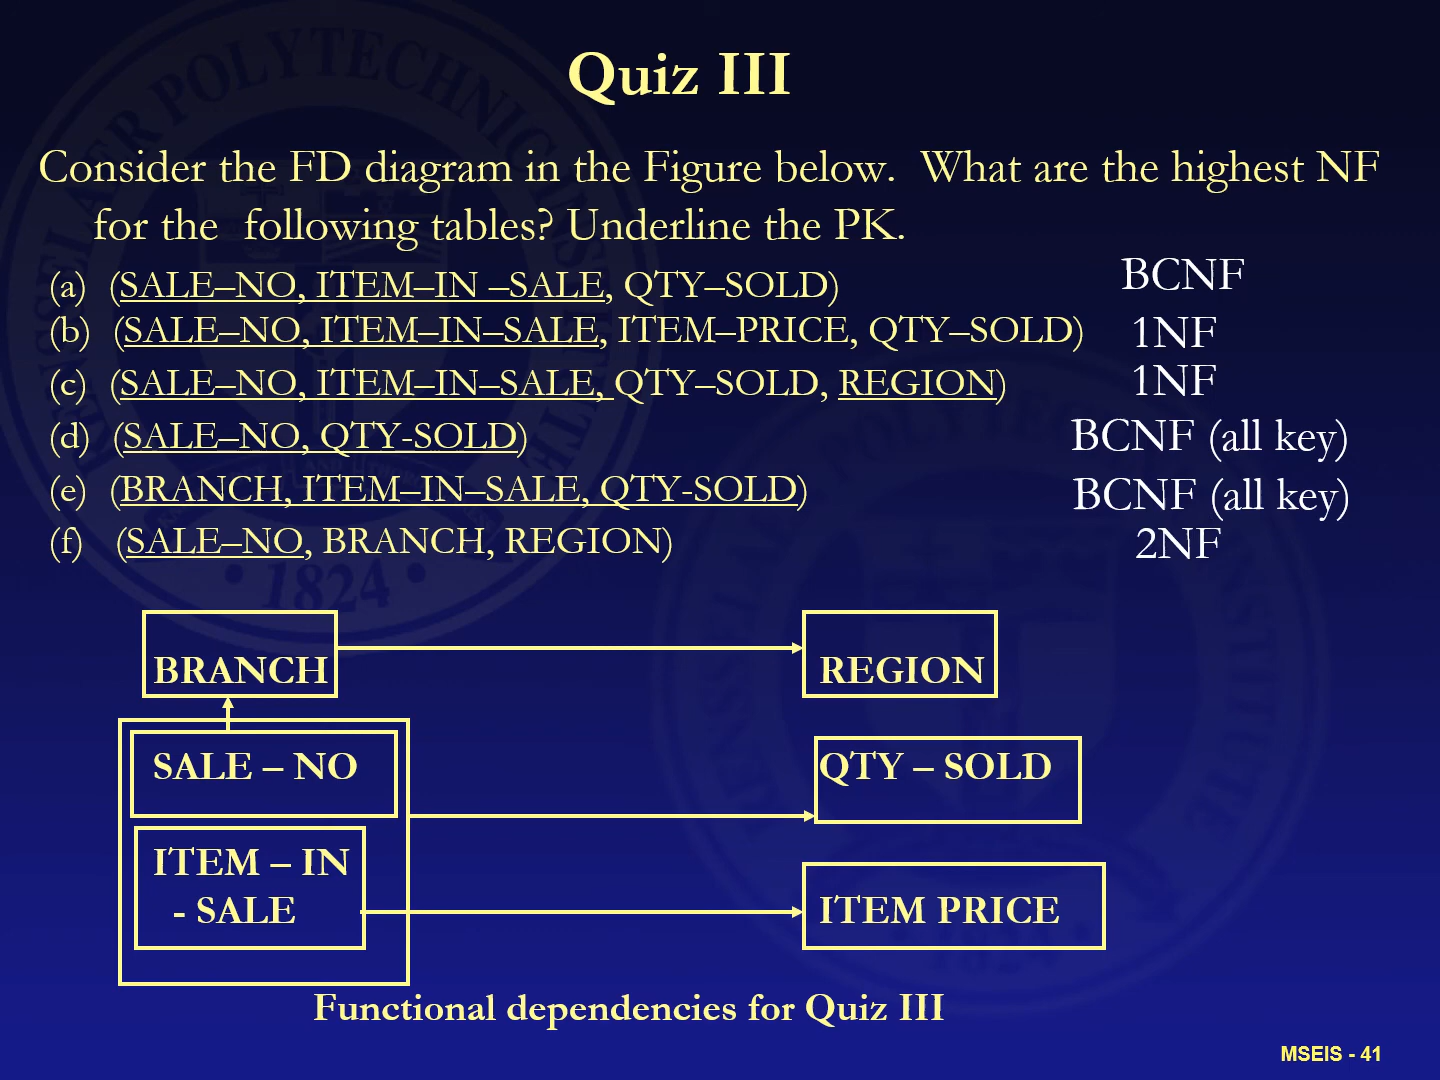 Quiz III
Consider the FD diagram in the Figure below.  What are the highest NF
for the  following tables? Underline the PK.
(a)  (SALE–NO, ITEM–IN –SALE, QTY–SOLD)  BCNF
(b)  (SALE–NO, ITEM–IN–SALE, ITEM–PRICE, QTY–SOLD)  1NF
(c)  (SALE–NO, ITEM–IN–SALE, QTY–SOLD, REGION)  1NF
(d)  (SALE–NO, QTY-SOLD)  BCNF (all key)
(e)  (BRANCH, ITEM–IN–SALE, QTY-SOLD)  BCNF (all key)
(f)  (SALE–NO, BRANCH, REGION)  2NF
BRANCH  REGION
SALE – NO  QTY – SOLD
ITEM – IN
- SALE  ITEM PRICE
Functional dependencies for Quiz III
MSEIS - 41
RENSSELAER POLYTECHNIC INSTITUTE
• 1824 •